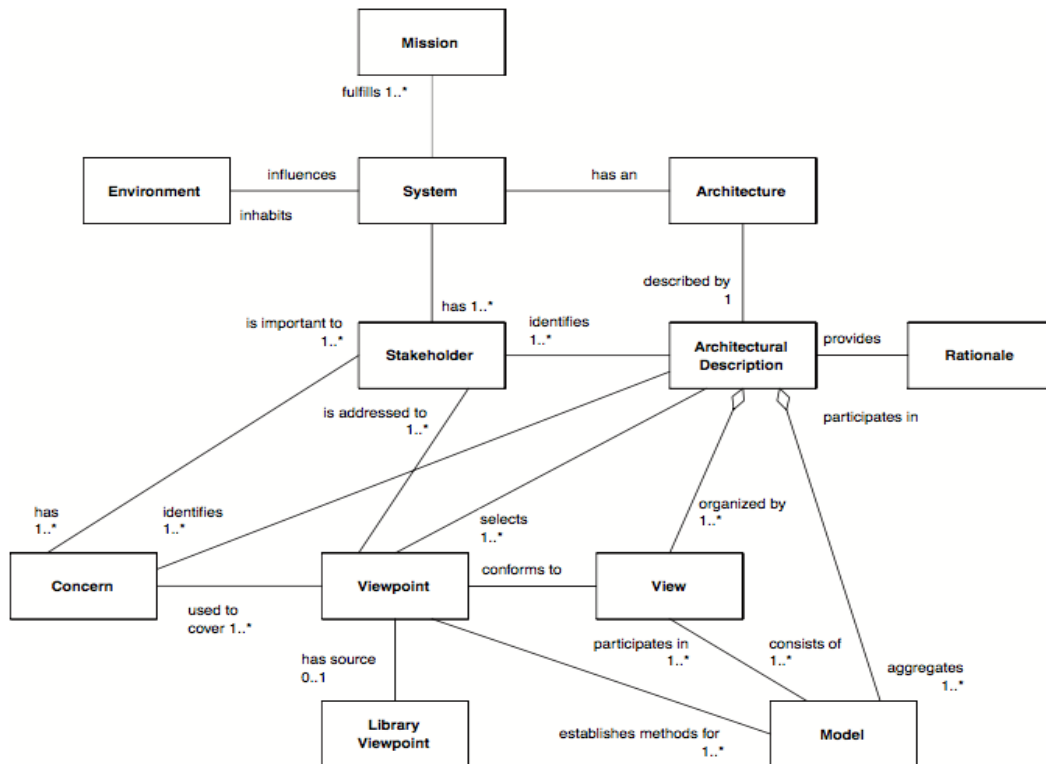 Mission
fulfills 1..*
Environment
influences
inhabits
System
has an
Architecture
described by
1
has 1..*
is important to
1..*
Stakeholder
identifies
1..*
Architectural
Description
provides
Rationale
is addressed to
1..*
participates in
has
1..*
identifies
1..*
selects
1..*
organized by
1..*
Concern
used to
cover 1..*
Viewpoint
conforms to
View
has source
0..1
participates in
1..*
consists of
1..*
aggregates
1..*
Library
Viewpoint
establishes methods for
1..*
Model